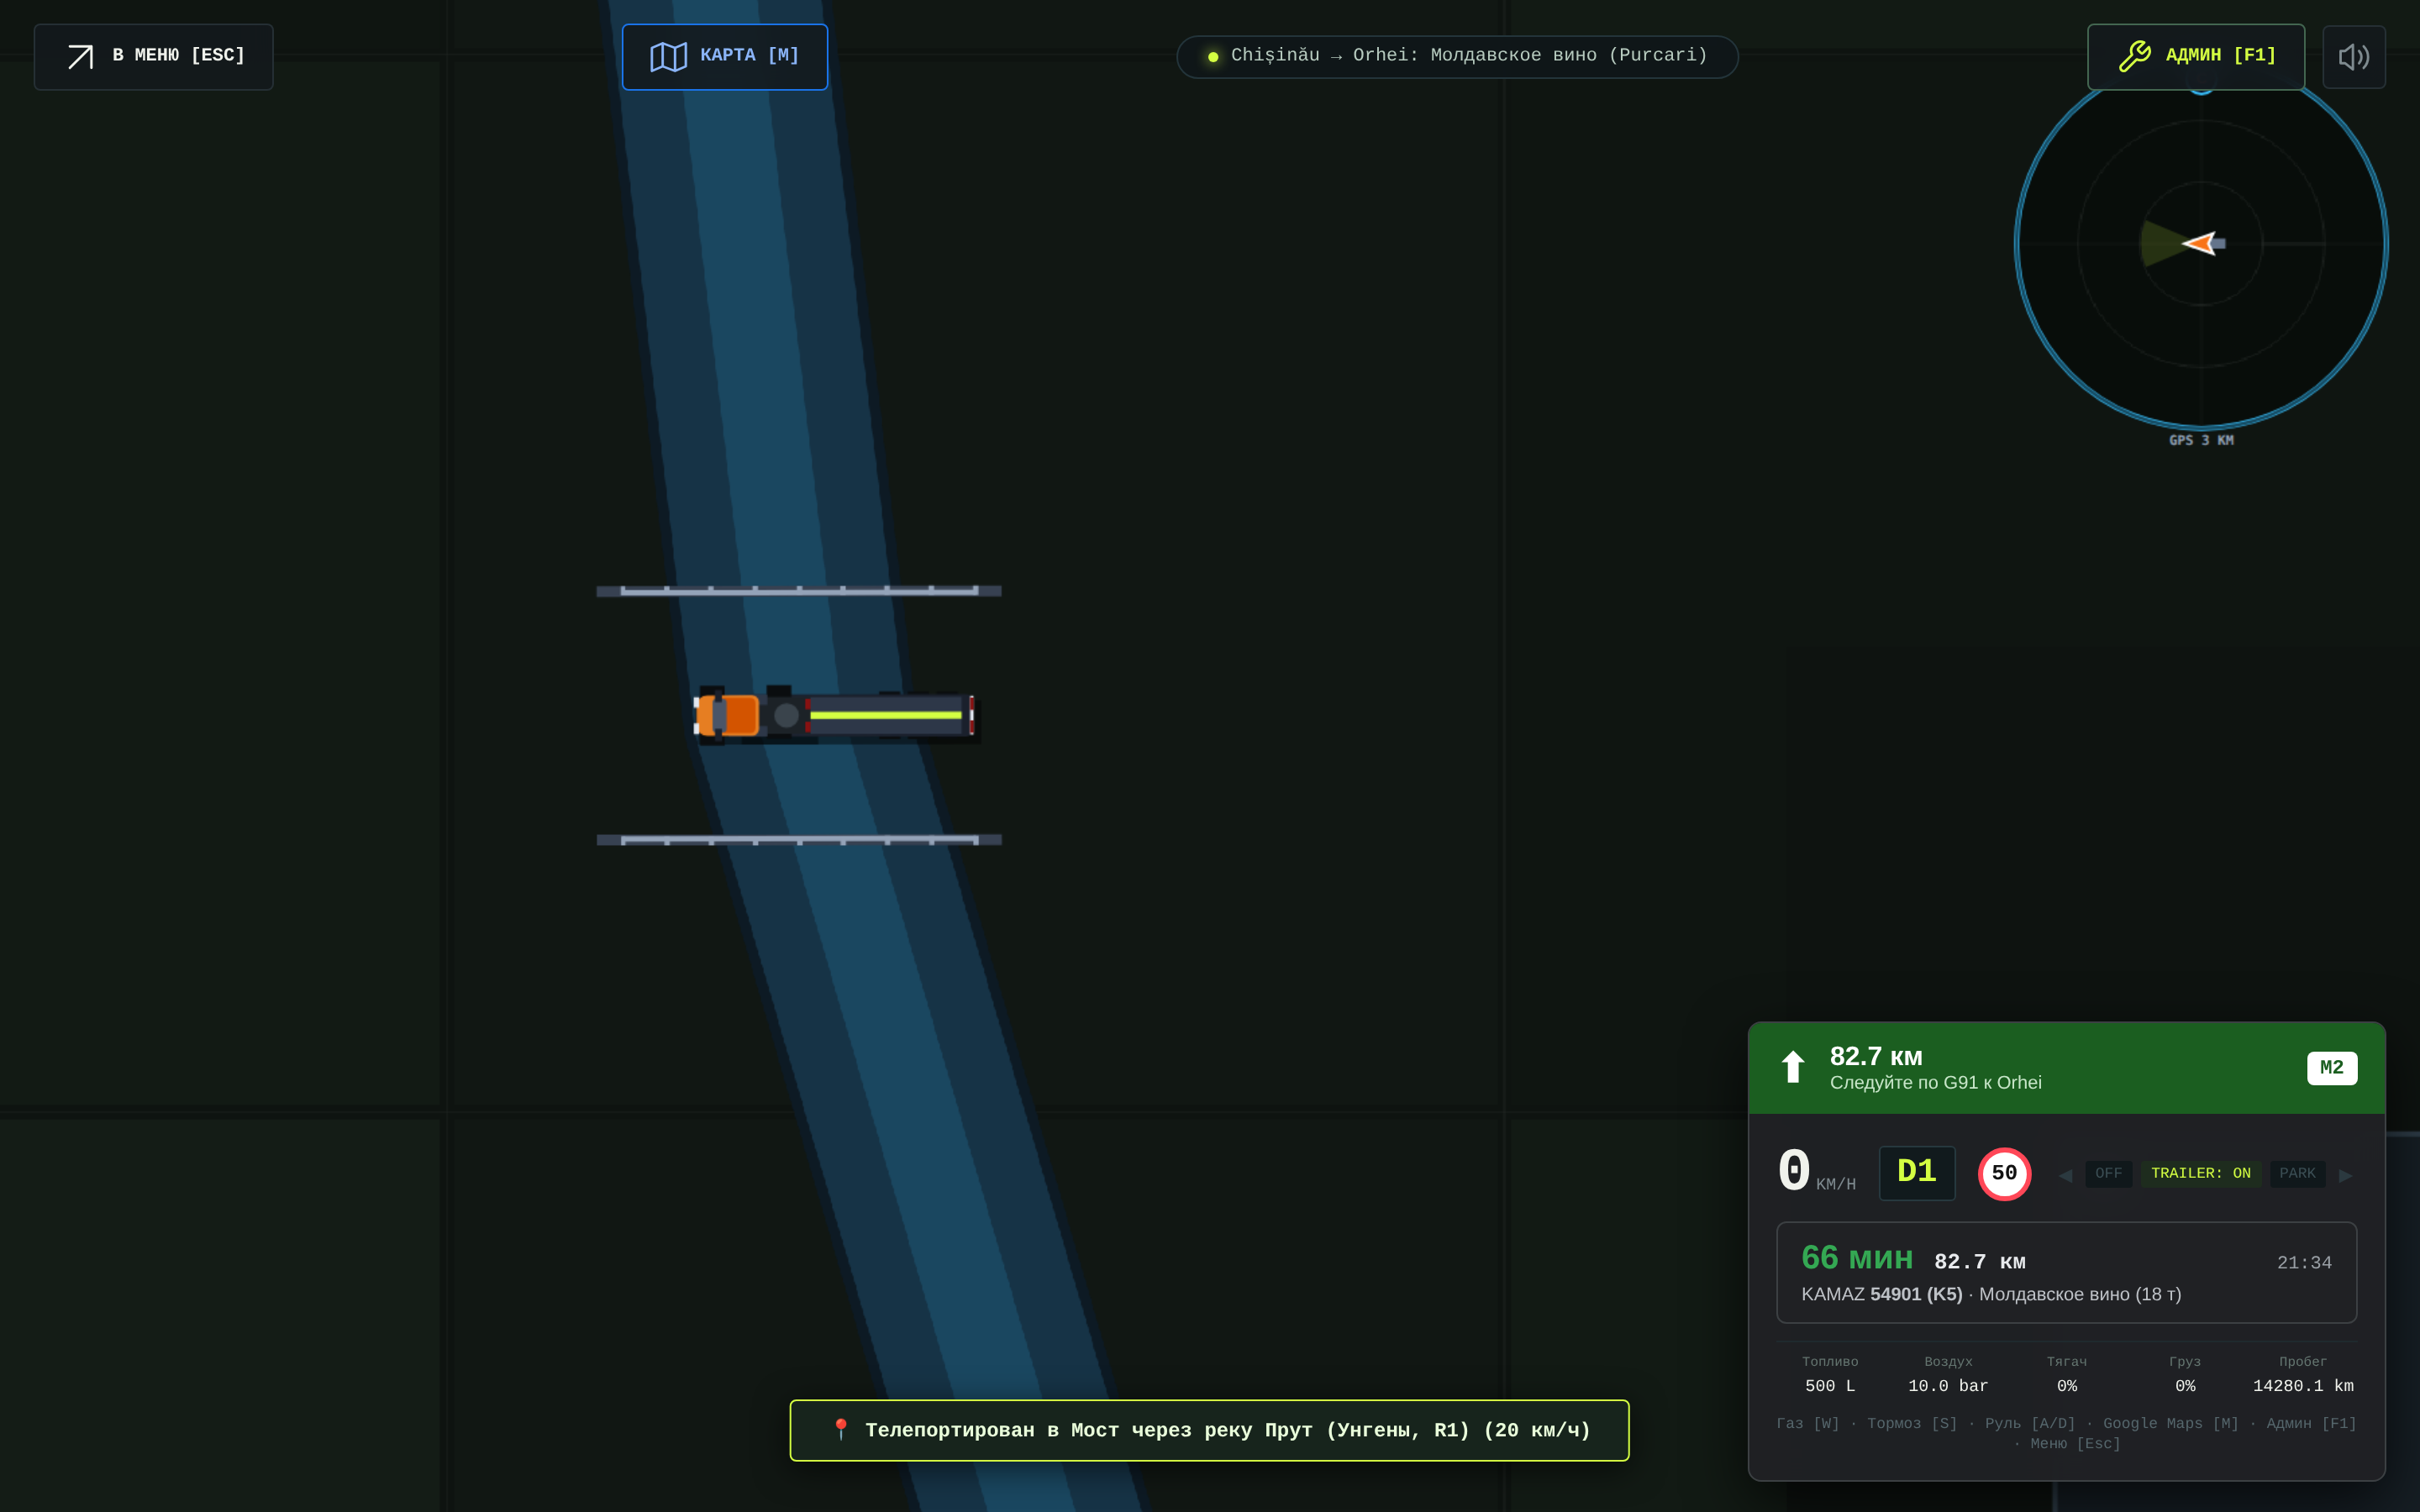 В МЕНЮ [ESC]
КАРТА [M]
Chișinău → Orhei: Молдавское вино (Purcari)
АДМИН [F1]
GPS 3 KM
82.7 км
Следуйте по G91 к Orhei
M2
0 KM/H
D1
50
OFF
TRAILER: ON
PARK
66 мин 82.7 км
21:34
KAMAZ 54901 (K5) · Молдавское вино (18 т)
Топливо Воздух Тягач Груз Пробег
500 L 10.0 bar 0% 0% 14280.1 km
Газ [W] · Тормоз [S] · Руль [A/D] · Google Maps [M] · Админ [F1]
· Меню [Esc]
Телепортирован в Мост через реку Прут (Унгены, R1) (20 км/ч)